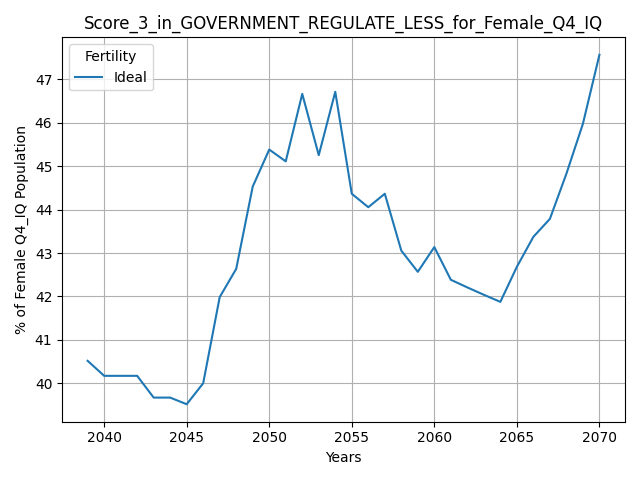 Score_3_in_GOVERNMENT_REGULATE_LESS_for_Female_Q4_IQ
Fertility
Ideal
% of Female Q4_IQ Population
47
46
45
44
43
42
41
40
2040 2045 2050 2055 2060 2065 2070
Years